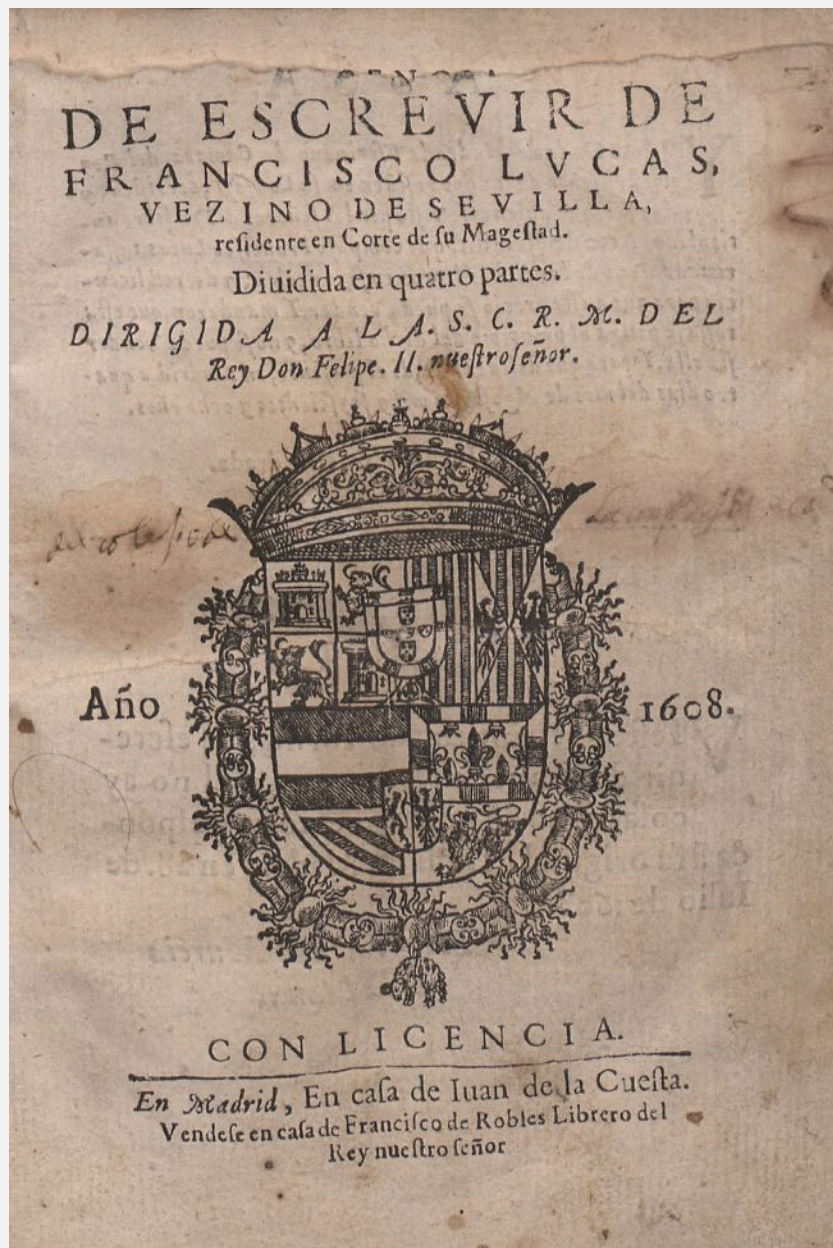 DE ESCREVIR DE
FRANCISCO LVCAS,
VEZINO DE SEVILLA,
reſidente en Corte de ſu Mageſtad.
Diuidida en quatro partes.
DIRIGIDA A LA S. C. R. M. DEL
Rey Don Felipe. II. nueſtro ſeñor.
Año 1608.
CON LICENCIA.
En Madrid, En caſa de Iuan de la Cueſta.
Vendeſe en caſa de Franciſco de Robles Librero del
Rey nueſtro ſeñor